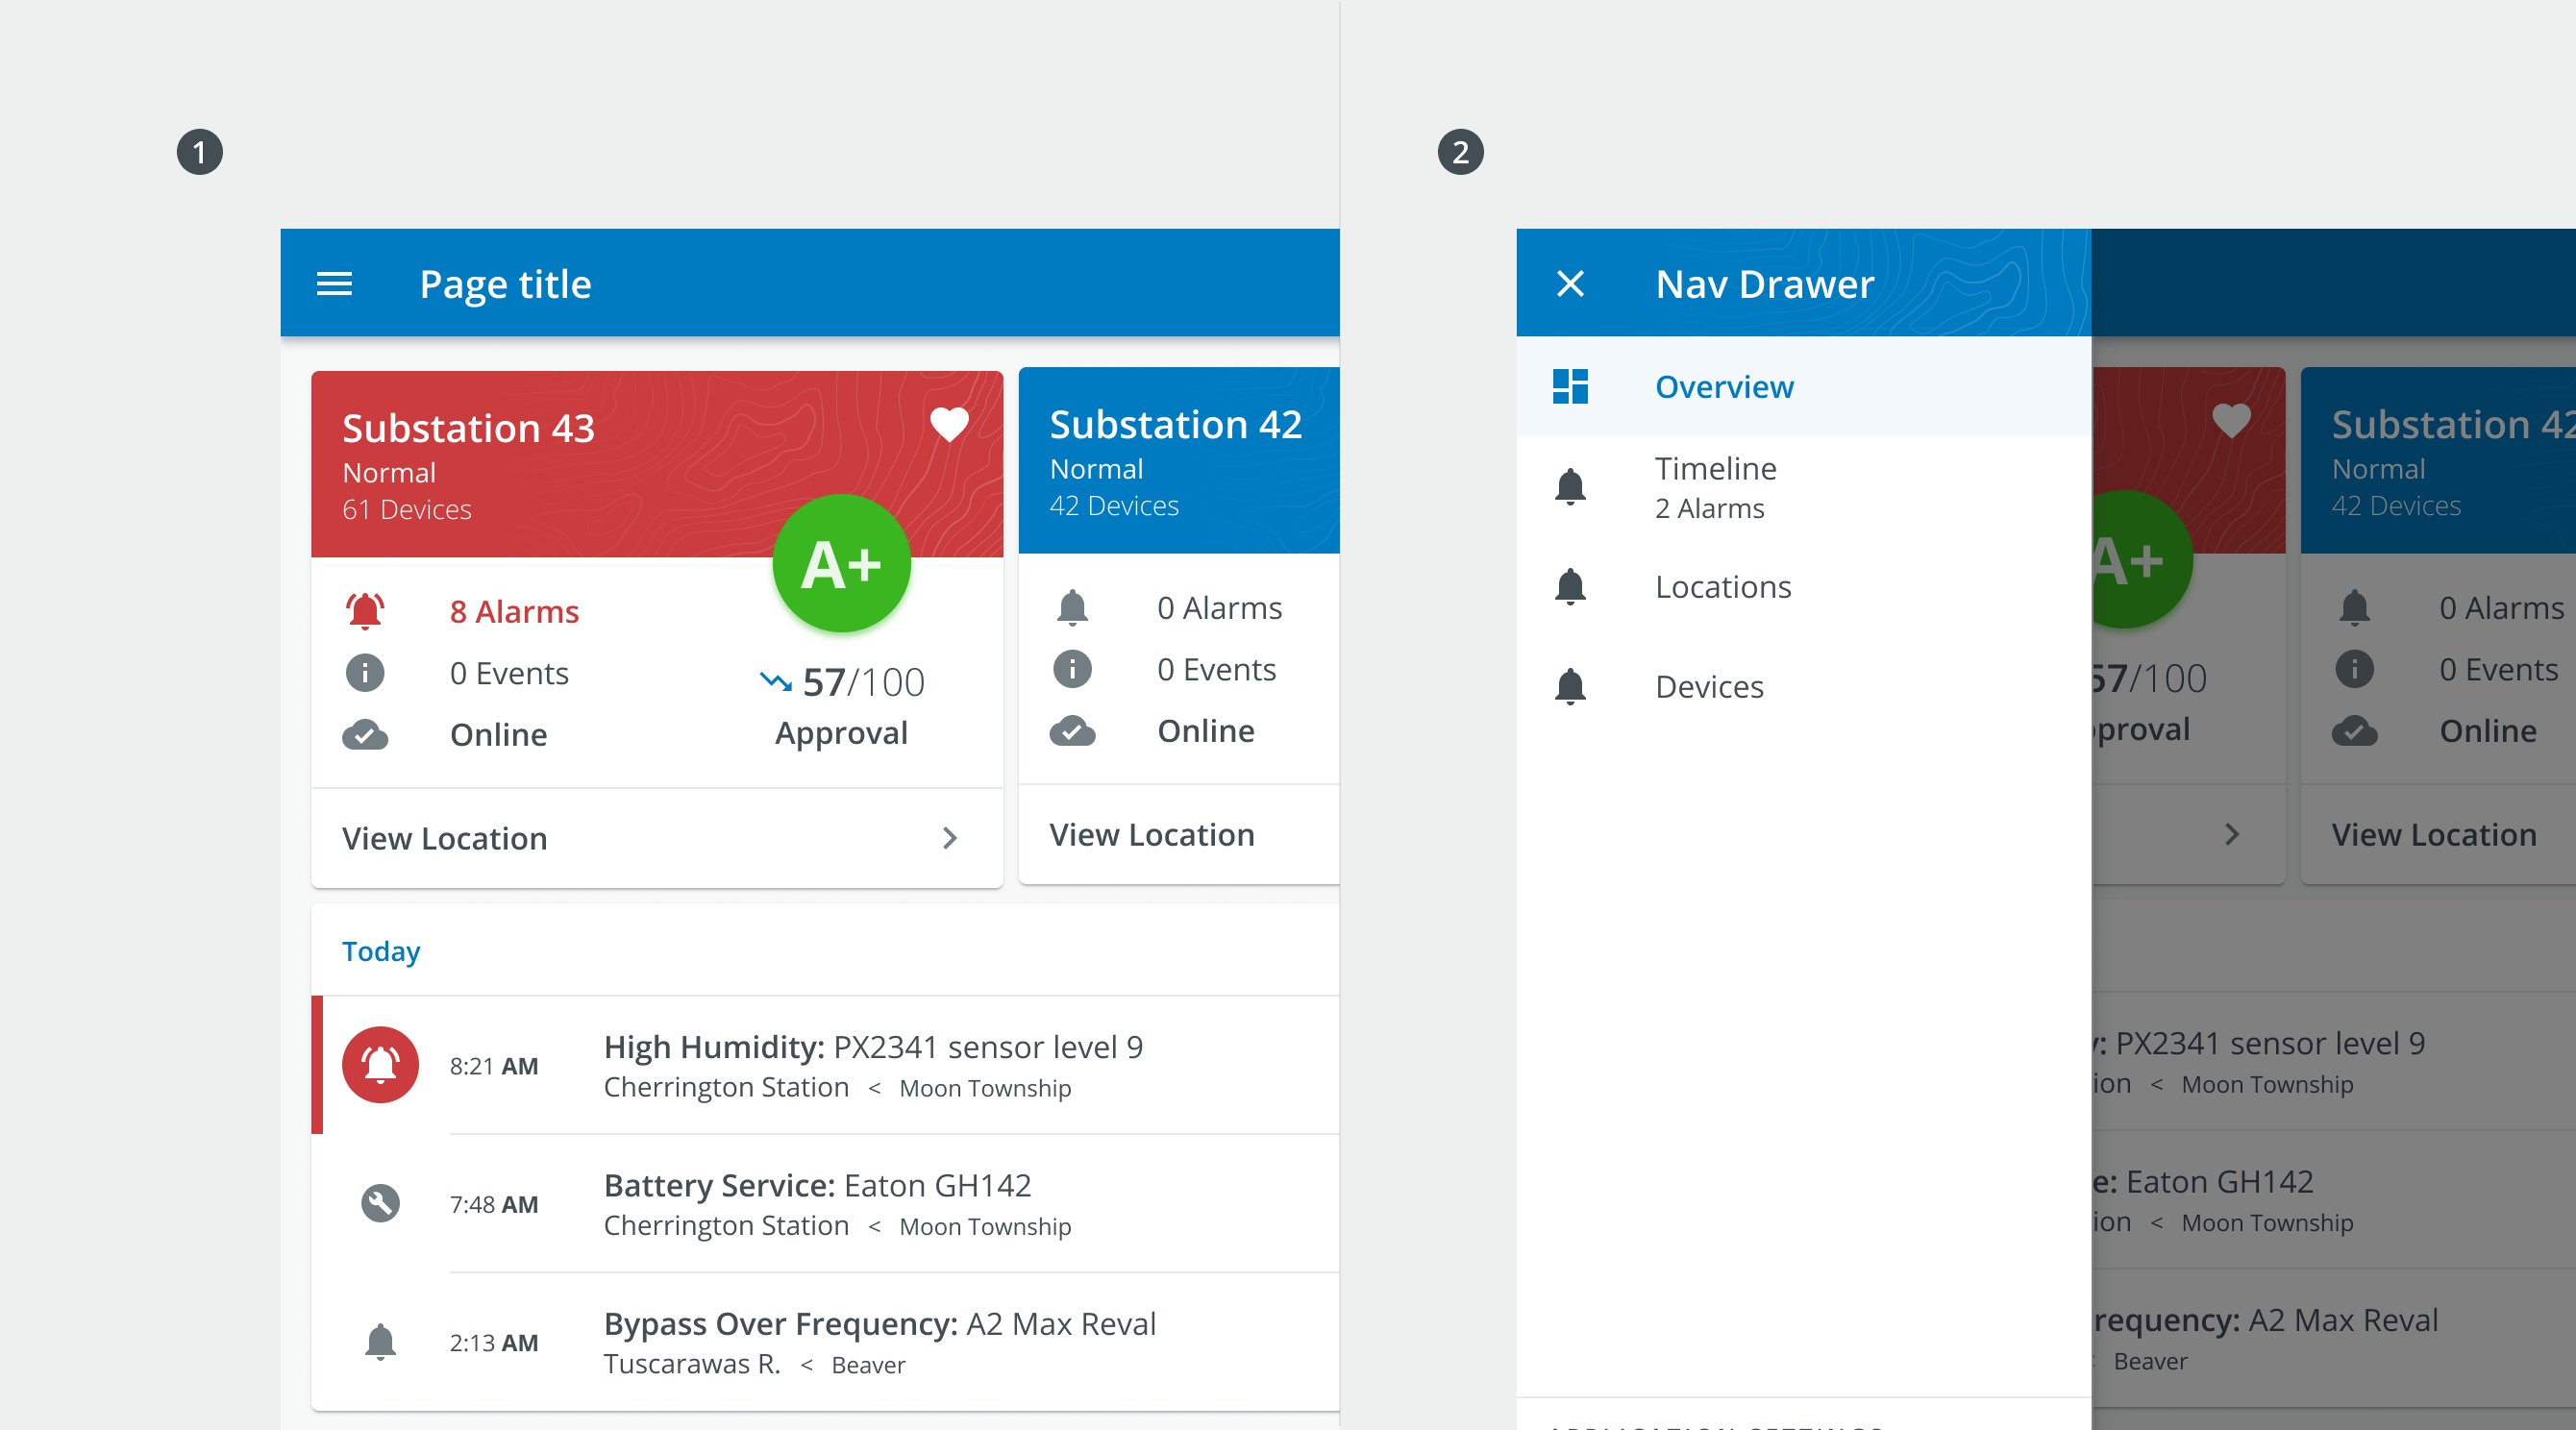 1
Page title
Substation 43
Normal
61 Devices
A+
8 Alarms
0 Events
Online
57/100
Approval
View Location
Substation 42
Normal
42 Devices
0 Alarms
0 Events
Online
View Location
Today
8:21 AM
High Humidity: PX2341 sensor level 9
Cherrington Station < Moon Township
7:48 AM
Battery Service: Eaton GH142
Cherrington Station < Moon Township
2:13 AM
Bypass Over Frequency: A2 Max Reval
Tuscarawas R. < Beaver
2
Nav Drawer
Overview
Timeline
2 Alarms
Locations
Devices
APPLICATION SETTINGS
A+
57/100
proval
Substation 42
Normal
42 Devices
0 Alarms
0 Events
Online
View Location
: PX2341 sensor level 9
ion < Moon Township
e: Eaton GH142
ion < Moon Township
requency: A2 Max Reval
Beaver